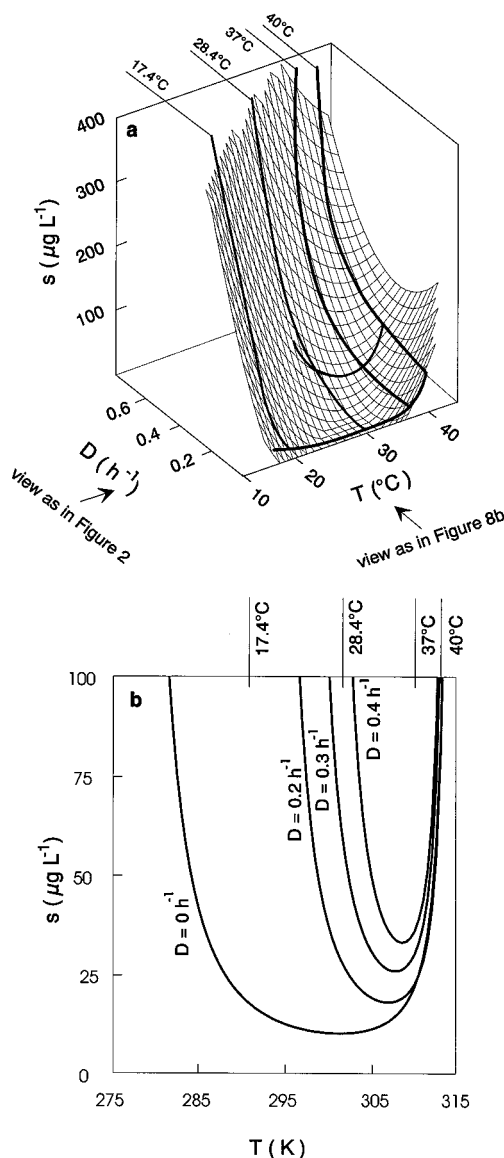 17.4°C
28.4°C
37°C
40°C
a
400
300
200
100
s ( µg L⁻¹)
0.6
0.4
0.2
D ( h⁻¹)
10
20
30
40
T (°C)
view as in Figure 2
view as in Figure 8b
17.4°C
28.4°C
37°C
40°C
b
100
75
50
25
0
s ( µg L⁻¹)
D = 0 h⁻¹
D = 0.2 h⁻¹
D = 0.3 h⁻¹
D = 0.4 h⁻¹
275
285
295
305
315
T (K)